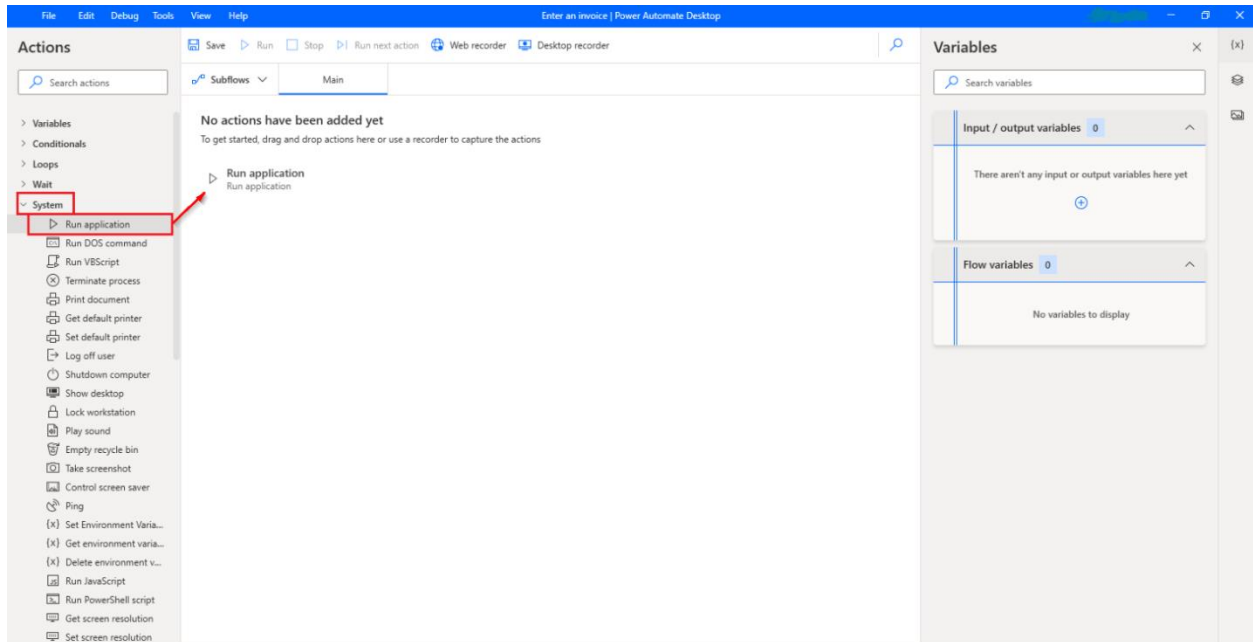 File Edit Debug Tools View Help
Enter an invoice | Power Automate Desktop
Actions
Search actions
Variables
Conditionals
Loops
Wait
System
Run application
Run DOS command
Run VBScript
Terminate process
Print document
Get default printer
Set default printer
Log off user
Shutdown computer
Show desktop
Lock workstation
Play sound
Empty recycle bin
Take screenshot
Control screen saver
Ping
{x} Set Environment Varia...
{x} Get environment varia...
{x} Delete environment v...
Run JavaScript
Run PowerShell script
Get screen resolution
Set screen resolution
Save Run Stop Run next action Web recorder Desktop recorder
Subflows Main
No actions have been added yet
To get started, drag and drop actions here or use a recorder to capture the actions
Run application
Run application
Variables
{x}
Search variables
Input / output variables 0
There aren't any input or output variables here yet
Flow variables 0
No variables to display